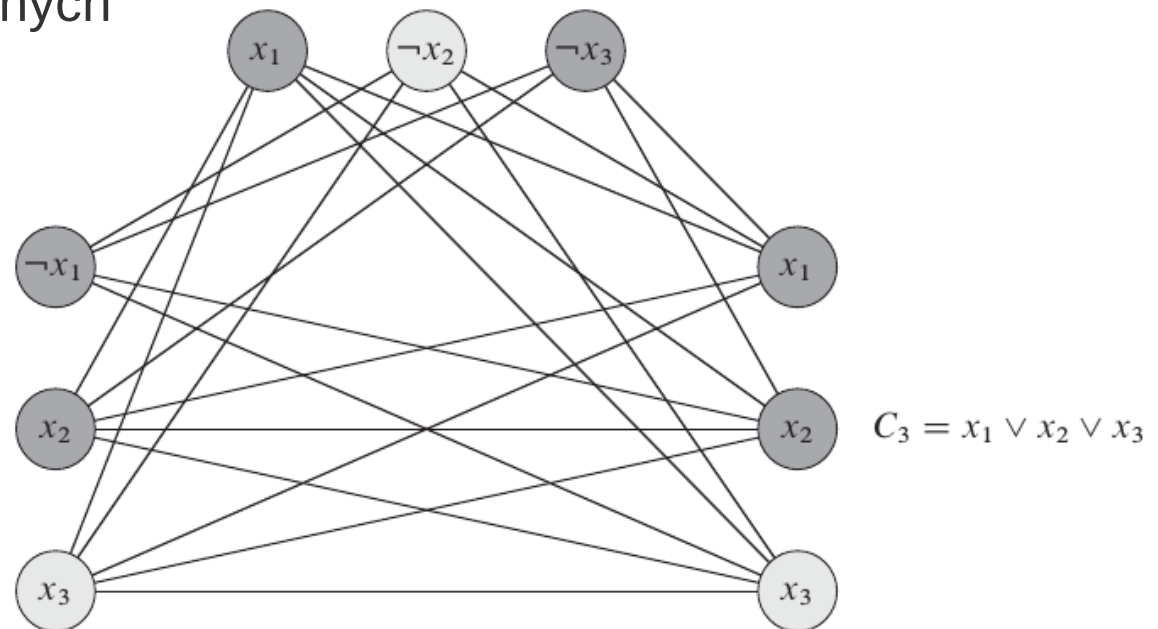 nych
x₁
¬x₂
¬x₃
¬x₁
x₁
x₂
x₂
C₃ = x₁ ∨ x₂ ∨ x₃
x₃
x₃